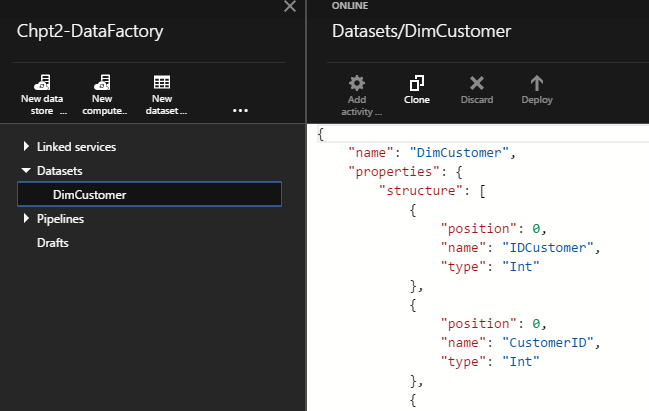 Chpt2-DataFactory
New data store ...
New compute...
New dataset ...
...
Linked services
Datasets
DimCustomer
Pipelines
Drafts
ONLINE
Datasets/DimCustomer
Add activity ...
Clone
Discard
Deploy
{
    "name": "DimCustomer",
    "properties": {
        "structure": [
            {
                "position": 0,
                "name": "IDCustomer",
                "type": "Int"
            },
            {
                "position": 0,
                "name": "CustomerID",
                "type": "Int"
            },
            {